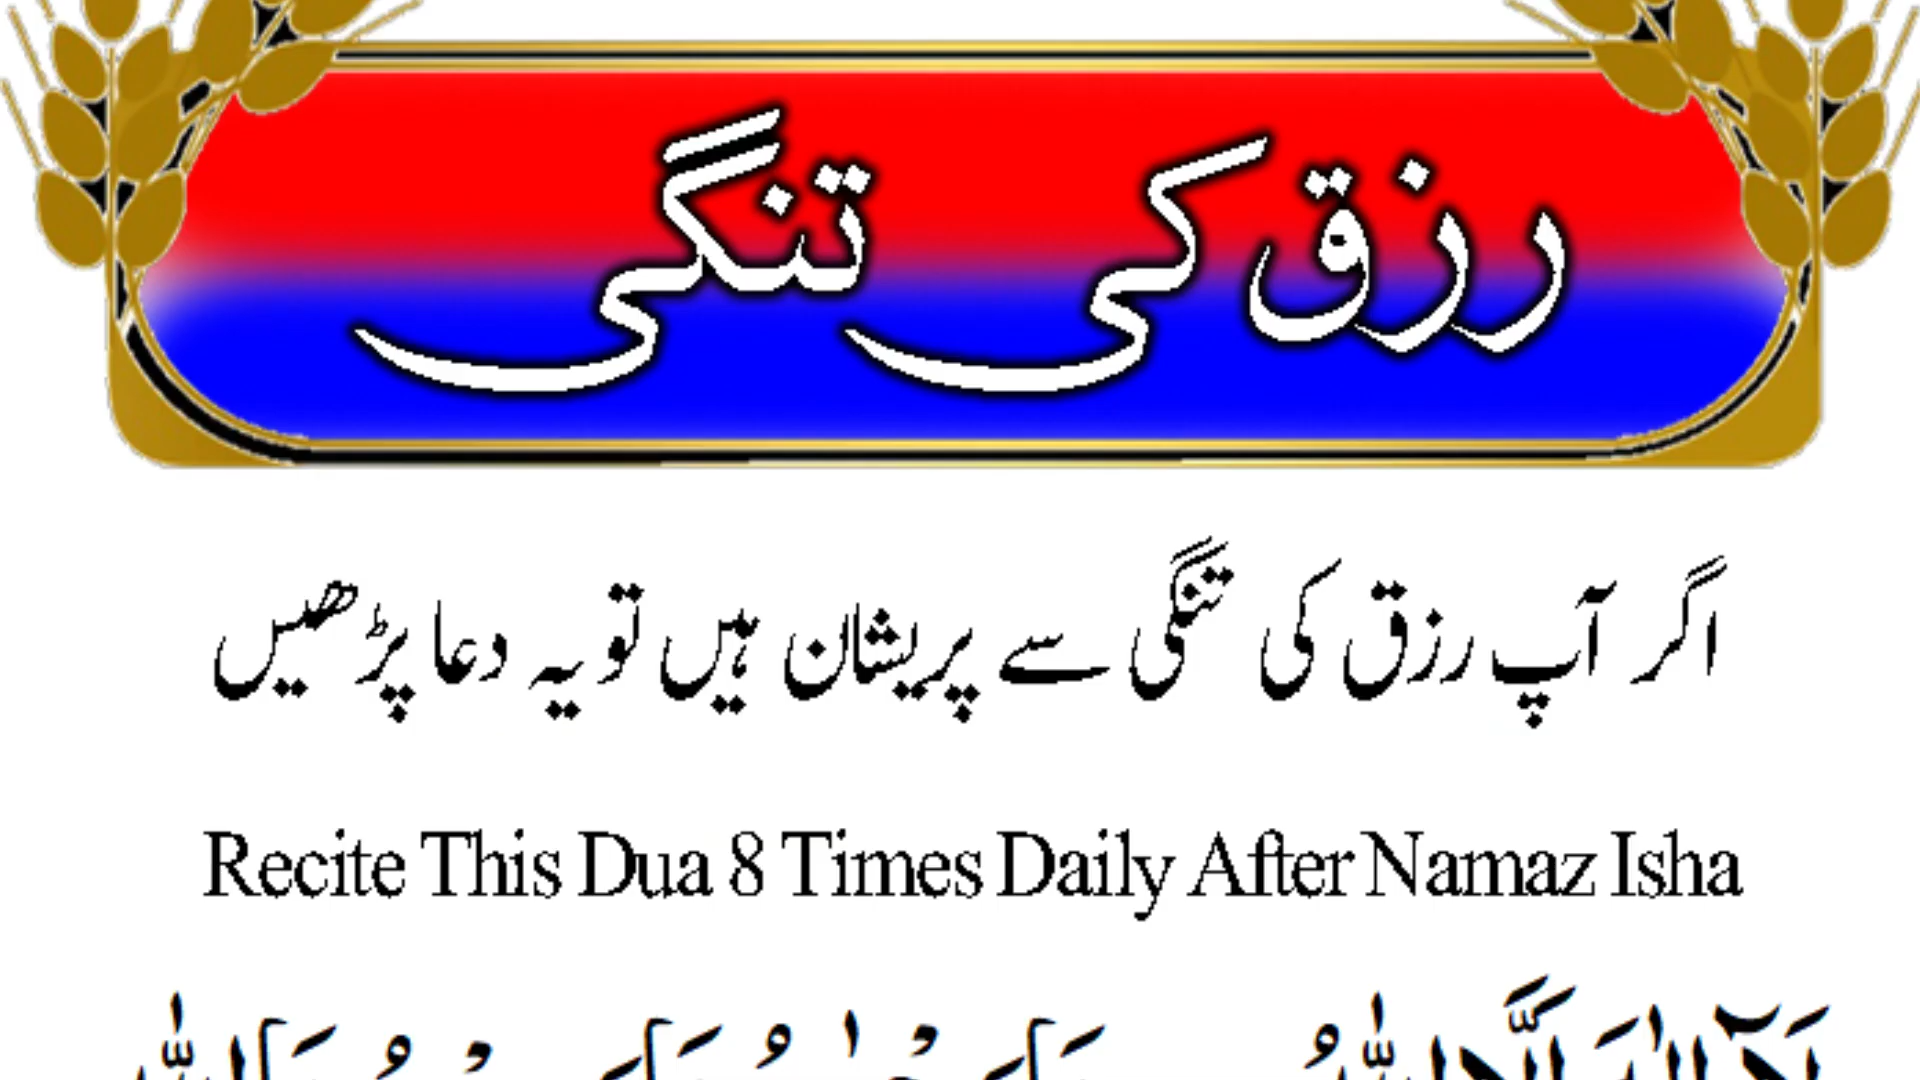 رزق کی تنگی
اگر آپ رزق کی تنگی سے پریشان ہیں تو یہ دعا پڑھیں
Recite This Dua 8 Times Daily After Namaz Isha
لَآ اِلٰهَ اِلَّا اللّٰهُ